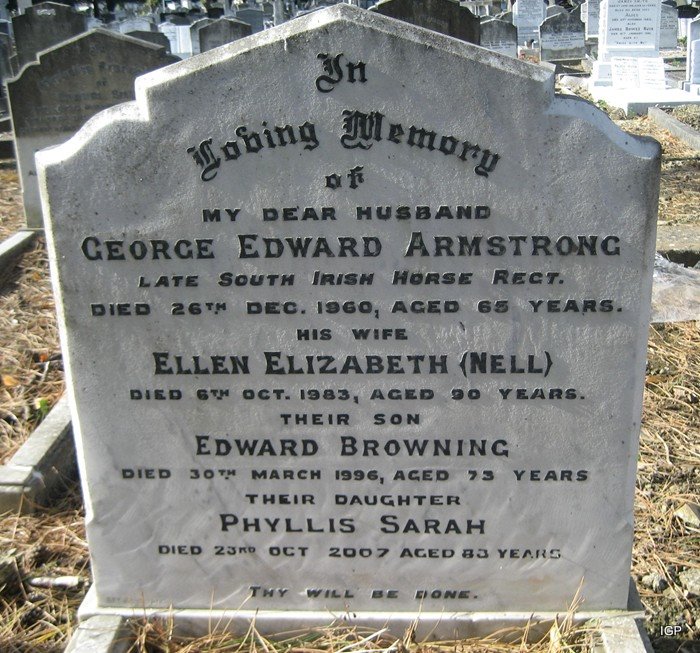 In
Loving Memory
of
MY DEAR HUSBAND
GEORGE EDWARD ARMSTRONG
LATE SOUTH IRISH HORSE REGT.
DIED 26TH DEC. 1960, AGED 65 YEARS.
HIS WIFE
ELLEN ELIZABETH (NELL)
DIED 6TH OCT. 1983, AGED 90 YEARS.
THEIR SON
EDWARD BROWNING
DIED 30TH MARCH 1996, AGED 73 YEARS
THEIR DAUGHTER
PHYLLIS SARAH
DIED 23RD OCT 2007 AGED 83 YEARS
THY WILL BE DONE.
IGP